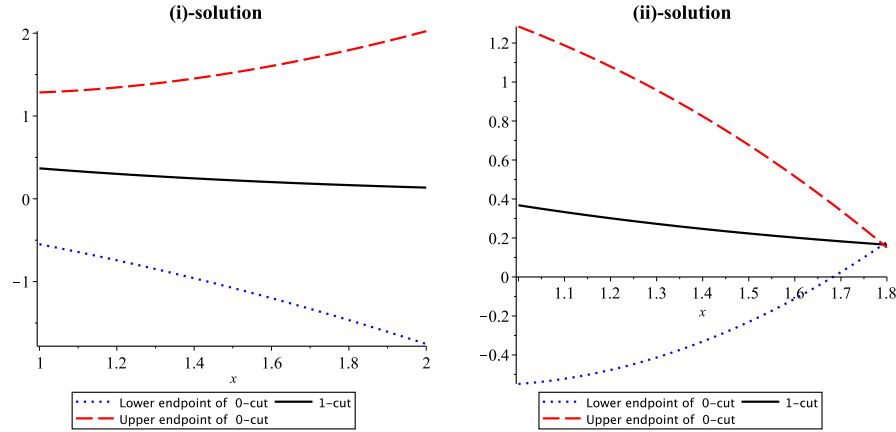 (i)-solution
2
1
0
−1
1
1.2
1.4
1.6
1.8
2
x
Lower endpoint of 0-cut
1-cut
Upper endpoint of 0-cut
(ii)-solution
1.2
1
0.8
0.6
0.4
0.2
0
−0.2
−0.4
1.1
1.2
1.3
1.4
1.5
1.6
1.7
1.8
x
Lower endpoint of 0-cut
1-cut
Upper endpoint of 0-cut